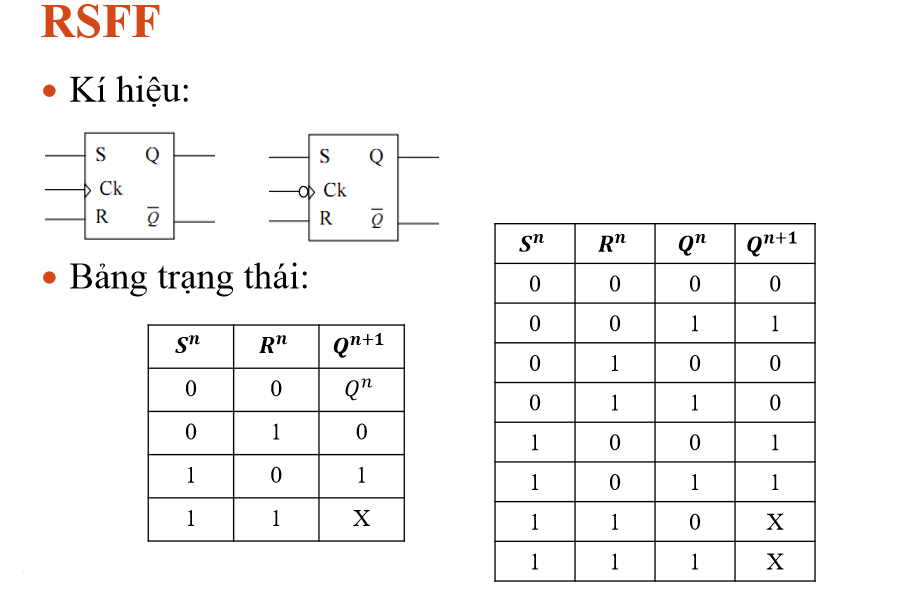 RSFF
• Kí hiệu:
S Q
Ck
R Q̅
S Q
Ck
R Q̅
• Bảng trạng thái:
Sⁿ Rⁿ Qⁿ⁺¹
0 0 Qⁿ
0 1 0
1 0 1
1 1 X
Sⁿ Rⁿ Qⁿ Qⁿ⁺¹
0 0 0 0
0 0 1 1
0 1 0 0
0 1 1 0
1 0 0 1
1 0 1 1
1 1 0 X
1 1 1 X